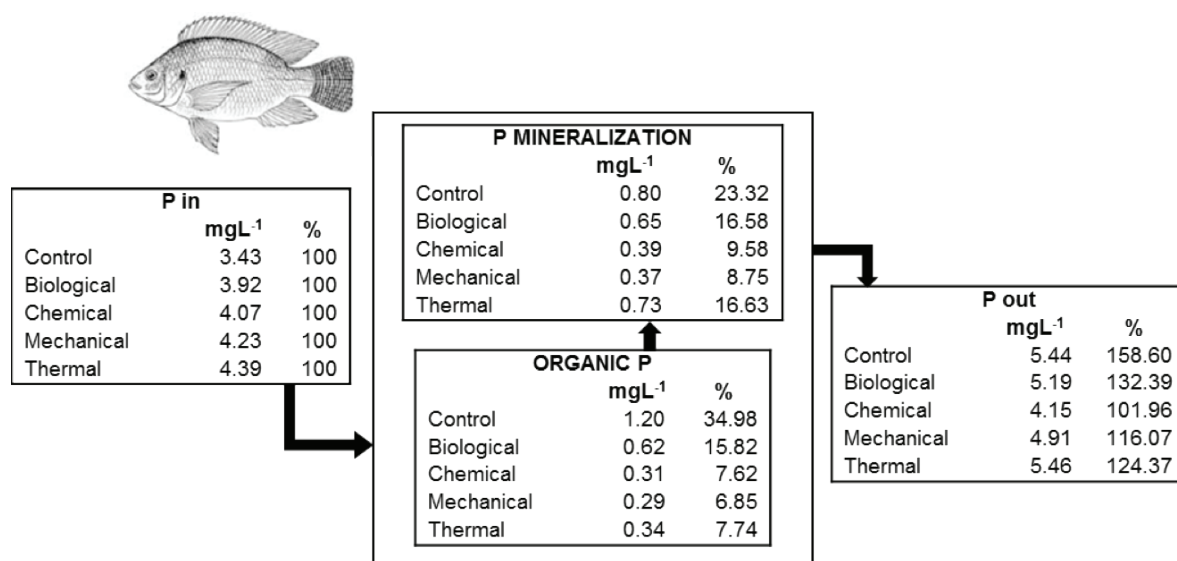 P in
mgL-1 %
Control 3.43 100
Biological 3.92 100
Chemical 4.07 100
Mechanical 4.23 100
Thermal 4.39 100
P MINERALIZATION
mgL-1 %
Control 0.80 23.32
Biological 0.65 16.58
Chemical 0.39 9.58
Mechanical 0.37 8.75
Thermal 0.73 16.63
ORGANIC P
mgL-1 %
Control 1.20 34.98
Biological 0.62 15.82
Chemical 0.31 7.62
Mechanical 0.29 6.85
Thermal 0.34 7.74
P out
mgL-1 %
Control 5.44 158.60
Biological 5.19 132.39
Chemical 4.15 101.96
Mechanical 4.91 116.07
Thermal 5.46 124.37